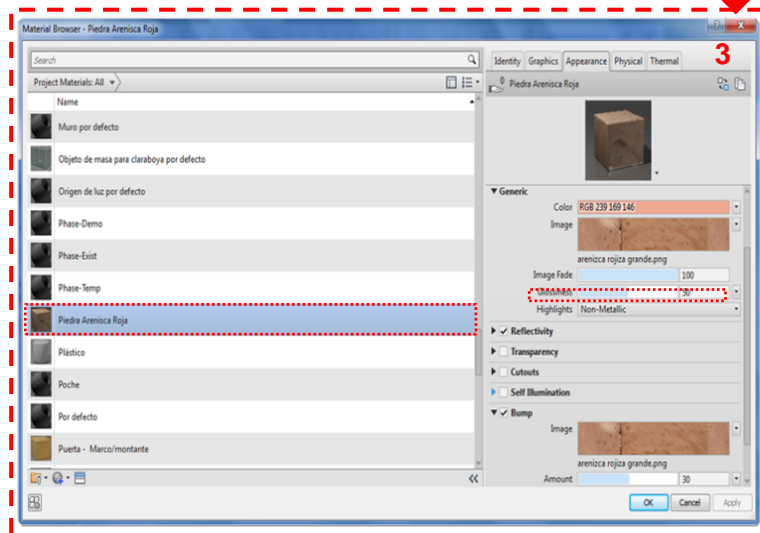 Material Browser - Piedra Arenisca Roja
3
Search
Project Materials: All
Name
Muro por defecto
Objeto de masa para claraboya por defecto
Origen de luz por defecto
Phase-Demo
Phase-Exist
Phase-Temp
Piedra Arenisca Roja
Plástico
Poche
Por defecto
Puerta - Marco/montante
Identity Graphics Appearance Physical Thermal
0 Piedra Arenisca Roja
Generic
Color RGB 239 169 146
Image
arenizca rojiza grande.png
Image Fade 100
Glossiness 50
Highlights Non-Metallic
Reflectivity
Transparency
Cutouts
Self Illumination
Bump
Image
arenizca rojiza grande.png
Amount 30
OK Cancel Apply